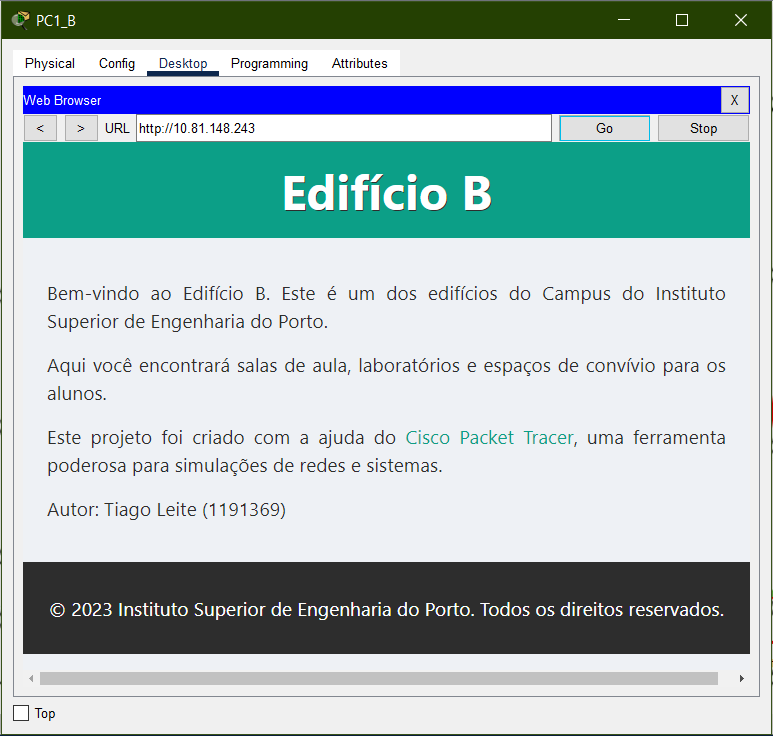 PC1_B
Physical Config Desktop Programming Attributes
Web Browser X
< > URL http://10.81.148.243 Go Stop
Edifício B
Bem-vindo ao Edifício B. Este é um dos edifícios do Campus do Instituto
Superior de Engenharia do Porto.
Aqui você encontrará salas de aula, laboratórios e espaços de convívio para os
alunos.
Este projeto foi criado com a ajuda do Cisco Packet Tracer, uma ferramenta
poderosa para simulações de redes e sistemas.
Autor: Tiago Leite (1191369)
© 2023 Instituto Superior de Engenharia do Porto. Todos os direitos reservados.
Top